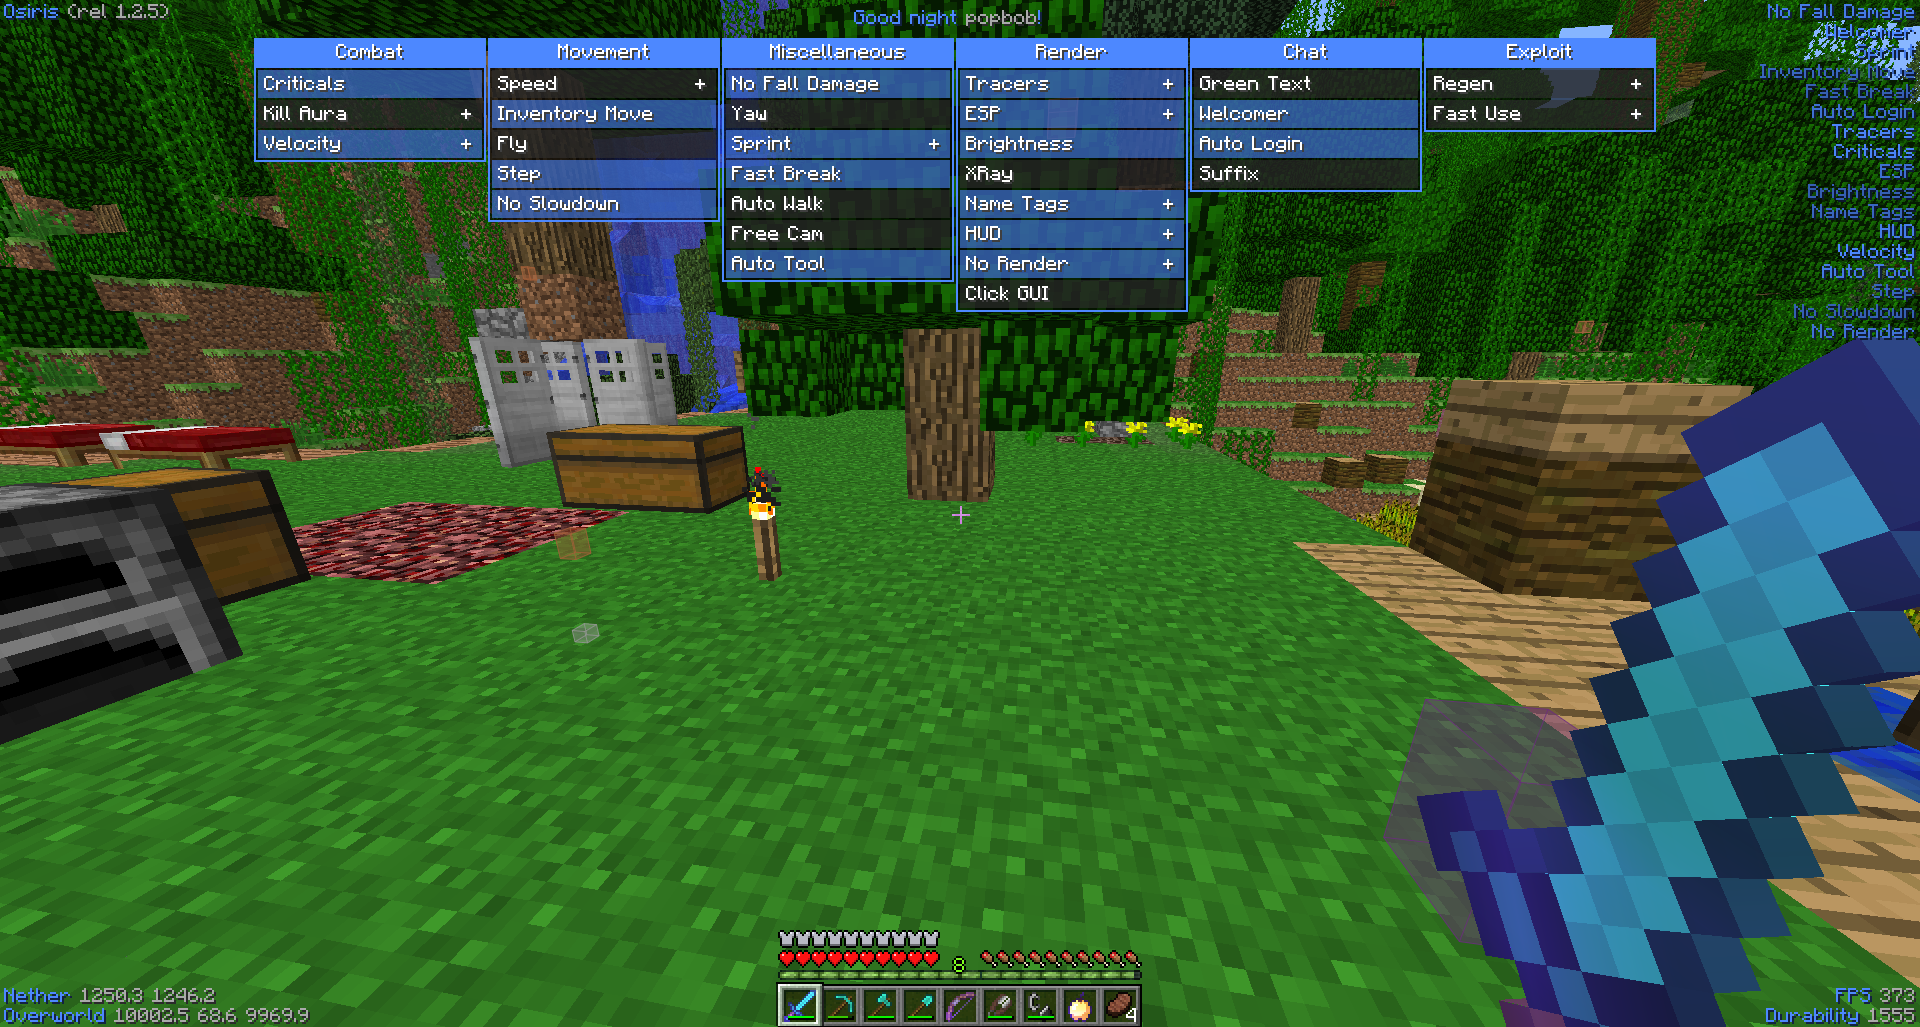 Osiris (rel 1.2.5)
Good night popbob!
Combat
Criticals
Kill Aura +
Velocity +
Movement
Speed +
Inventory Move
Fly
Step
No Slowdown
Miscellaneous
No Fall Damage
Yaw
Sprint +
Fast Break
Auto Walk
Free Cam
Auto Tool
Render
Tracers +
ESP +
Brightness
XRay
Name Tags +
HUD +
No Render +
Click GUI
Chat
Green Text
Welcomer
Auto Login
Suffix
Exploit
Regen +
Fast Use +
No Fall Damage
Welcomer
Sprint
Inventory Move
Fast Break
Auto Login
Tracers
Criticals
ESP
Brightness
Name Tags
HUD
Velocity
Auto Tool
Step
No Slowdown
No Render
8
4
Nether 1250.3 1246.2
Overworld 10002.5 68.6 9969.9
FPS 373
Durability 1555